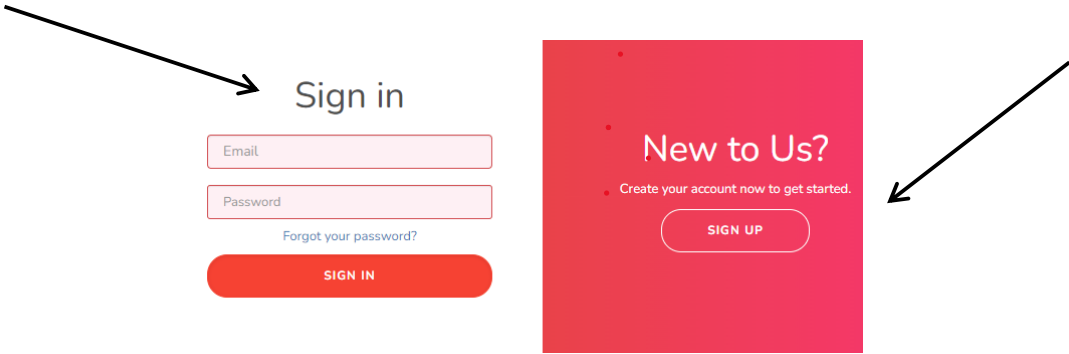 Sign in
Email
Password
Forgot your password?
SIGN IN
New to Us?
Create your account now to get started.
SIGN UP